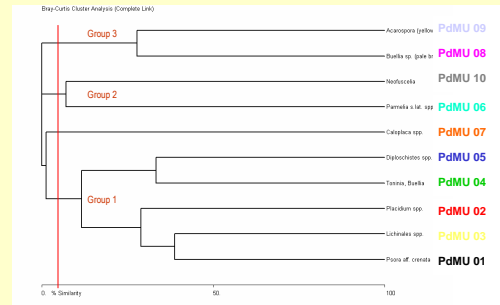 Bray-Curtis Cluster Analysis (Complete Link)
Group 3
Acarospora (yellow
PdMU 09
Buellia sp. (pale br
PdMU 08
Neofuscelia
PdMU 10
Group 2
Parmelia s.lat. spp
PdMU 06
Caloplaca spp.
PdMU 07
Diploschistes spp.
PdMU 05
Toninia, Buellia
PdMU 04
Group 1
Placidium spp.
PdMU 02
Lichinales spp.
PdMU 03
Psora aff. crenata
PdMU 01
0. % Similarity 50. 100